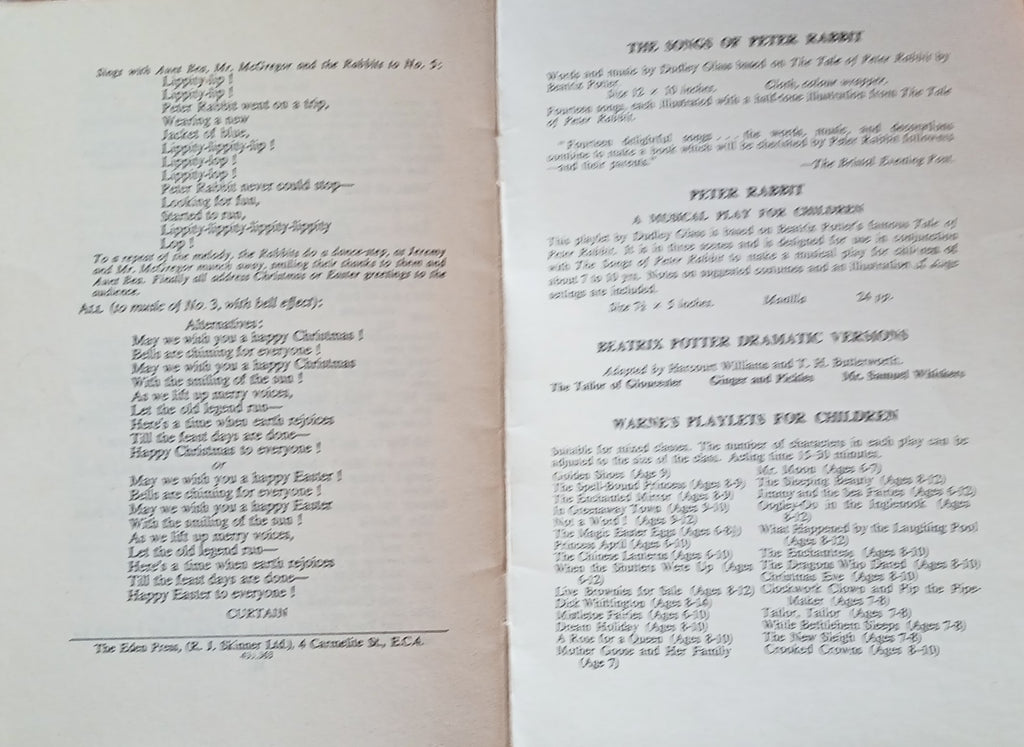 Sings with Aunt Bea, Mr. McGregor and the Rabbits to No. 5:
Lippity-lip !
Lippity-lip !
Peter Rabbit went on a trip,
Wearing a new
Jacket of blue,
Lippity-lippity-lip !
Lippity-lop !
Lippity-lop !
Peter Rabbit never could stop—
Looking for fun,
Started to run,
Lippity-lippity-lippity-lippity
Lop !
To a repeat of the melody, the Rabbits do a dance-step, as Jeremy
and Mr. McGregor munch away, smiling their thanks to them and
Aunt Bea. Finally all address Christmas or Easter greetings to the
audience.
ALL (to music of No. 3, with bell effect):
Alternatives:
May we wish you a happy Christmas !
Bells are chiming for everyone !
May we wish you a happy Christmas
With the smiling of the sun !
As we lift up merry voices,
Let the old legend run—
Here's a time when earth rejoices
Till the feast days are done—
Happy Christmas to everyone !
or
May we wish you a happy Easter !
Bells are chiming for everyone !
May we wish you a happy Easter
With the smiling of the sun !
As we lift up merry voices,
Let the old legend run—
Here's a time when earth rejoices
Till the feast days are done—
Happy Easter to everyone !
CURTAIN
The Eden Press, (R. J. Skinner Ltd.), 4 Carmelite St., E.C.4.
THE SONGS OF PETER RABBIT
Words and music by Dudley Glass based on The Tale of Peter Rabbit by
Beatrix Potter.
Size 12 × 10 inches. Cloth, colour wrapper.
Fourteen songs, each illustrated with a half-tone illustration from The Tale
of Peter Rabbit.
" Fourteen delightful songs . . . the words, music, and decorations
combine to make a book which will be cherished by Peter Rabbit followers
—and their parents."
—The Bristol Evening Post.
PETER RABBIT
A MUSICAL PLAY FOR CHILDREN
This playlet by Dudley Glass is based on Beatrix Potter's famous Tale of
Peter Rabbit. It is in three scenes and is designed for use in conjunction
with The Songs of Peter Rabbit to make a musical play for children of
about 7 to 10 yrs. Notes on suggested costumes and an illustration of stage
settings are included.
Size 7½ × 5 inches. Manilla 24 pp.
BEATRIX POTTER DRAMATIC VERSIONS
Adapted by Harcourt Williams and T. H. Butterworth.
The Tailor of Gloucester Ginger and Pickles Mr. Samuel Whiskers
WARNE'S PLAYLETS FOR CHILDREN
Suitable for mixed classes. The number of characters in each play can be
adjusted to the size of the class. Acting time 15-30 minutes.
Golden Shoes (Age 9)
The Spell-Bound Princess (Ages 8-9)
The Enchanted Mirror (Ages 8-9)
In Greenaway Town (Ages 9-10)
Not a Word ! (Ages 9-12)
The Magic Easter Eggs (Ages 6-8½)
Princess April (Ages 6-10)
The Chinese Lanterns (Ages 6-10)
When the Shutters Were Up (Ages
6-12)
Live Brownies for Sale (Ages 8-12)
Dick Whittington (Ages 8-14)
Mistletoe Fairies (Ages 6-10)
Dream Holiday (Ages 8-10)
A Rose for a Queen (Ages 8-10)
Mother Goose and Her Family
(Age 7)
Mr. Moon (Ages 6-7)
The Sleeping Beauty (Ages 8-12)
Jimmy and the Sea Fairies (Ages 6-12)
in the Inglenook (Ages
8-12)
What Happened by the Laughing Pool
(Ages 8-12)
The Enchantress (Ages 8-10)
The Dragons Who Dared (Ages 8-10)
Christmas Eve (Ages 8-10)
Clockwork Clown and Pip the Pipe-
Maker (Ages 7-8)
Tailor, Tailor (Ages 7-8)
While Bethlehem Sleeps (Ages 7-8)
The New Sleigh (Ages 7-8)
Crooked Crowns (Ages 8-10)